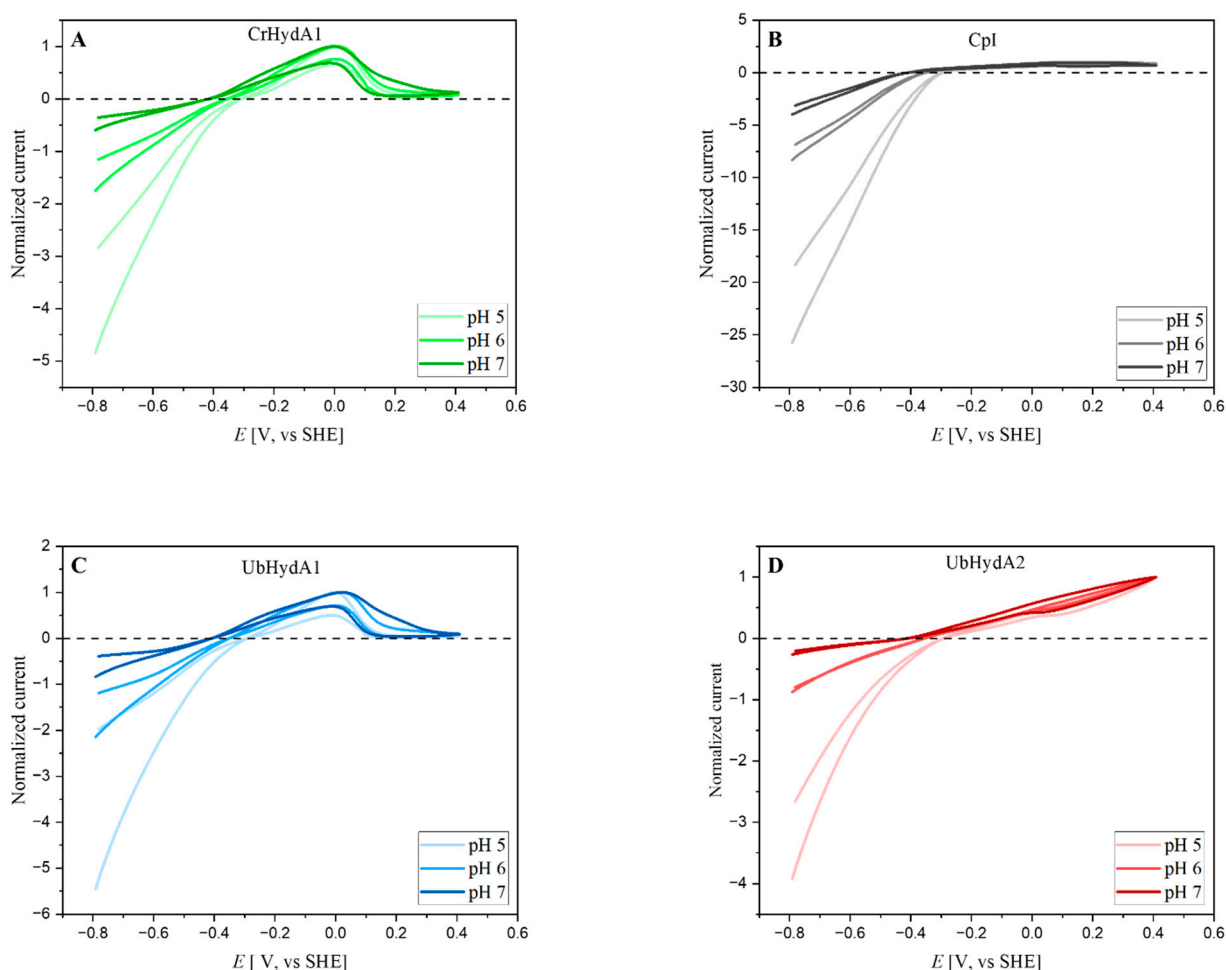 A
CrHydA1
1
0
−1
−2
−3
−4
−5
Normalized current
pH 5
pH 6
pH 7
−0.8 −0.6 −0.4 −0.2 0.0 0.2 0.4 0.6
E [V, vs SHE]
B
CpI
5
0
−5
−10
−15
−20
−25
−30
Normalized current
pH 5
pH 6
pH 7
−0.8 −0.6 −0.4 −0.2 0.0 0.2 0.4 0.6
E [V, vs SHE]
C
UbHydA1
2
1
0
−1
−2
−3
−4
−5
−6
Normalized current
pH 5
pH 6
pH 7
−0.8 −0.6 −0.4 −0.2 0.0 0.2 0.4 0.6
E [ V, vs SHE]
D
UbHydA2
1
0
−1
−2
−3
−4
Normalized current
pH 5
pH 6
pH 7
−0.8 −0.6 −0.4 −0.2 0.0 0.2 0.4 0.6
E [V, vs SHE]